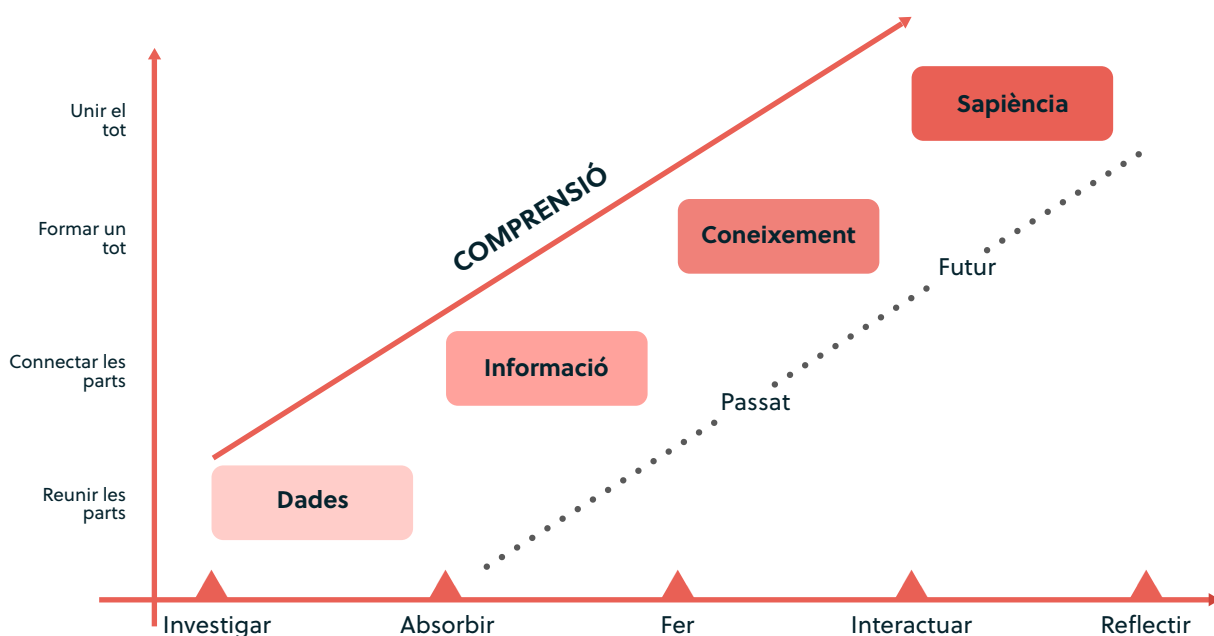 Unir el
tot
Sapiència
COMPRENSIÓ
Formar un
tot
Coneixement
Futur
Connectar les
parts
Informació
Passat
Reunir les
parts
Dades
Investigar
Absorbir
Fer
Interactuar
Reflectir